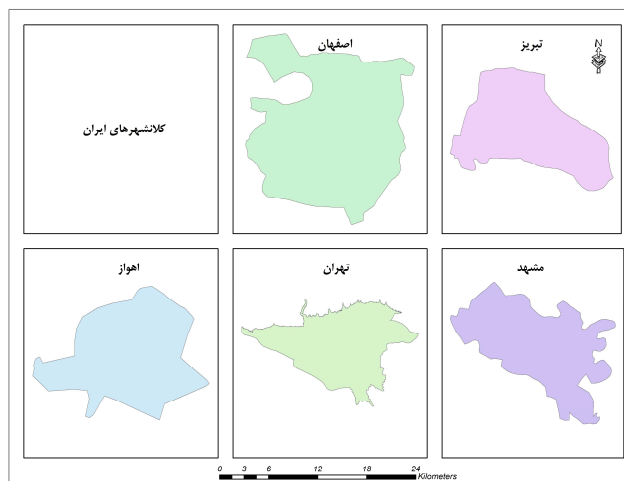 تبریز
N
اصفهان
کلانشهرهای ایران
مشهد
تهران
اهواز
0 3 6 12 18 24
Kilometers